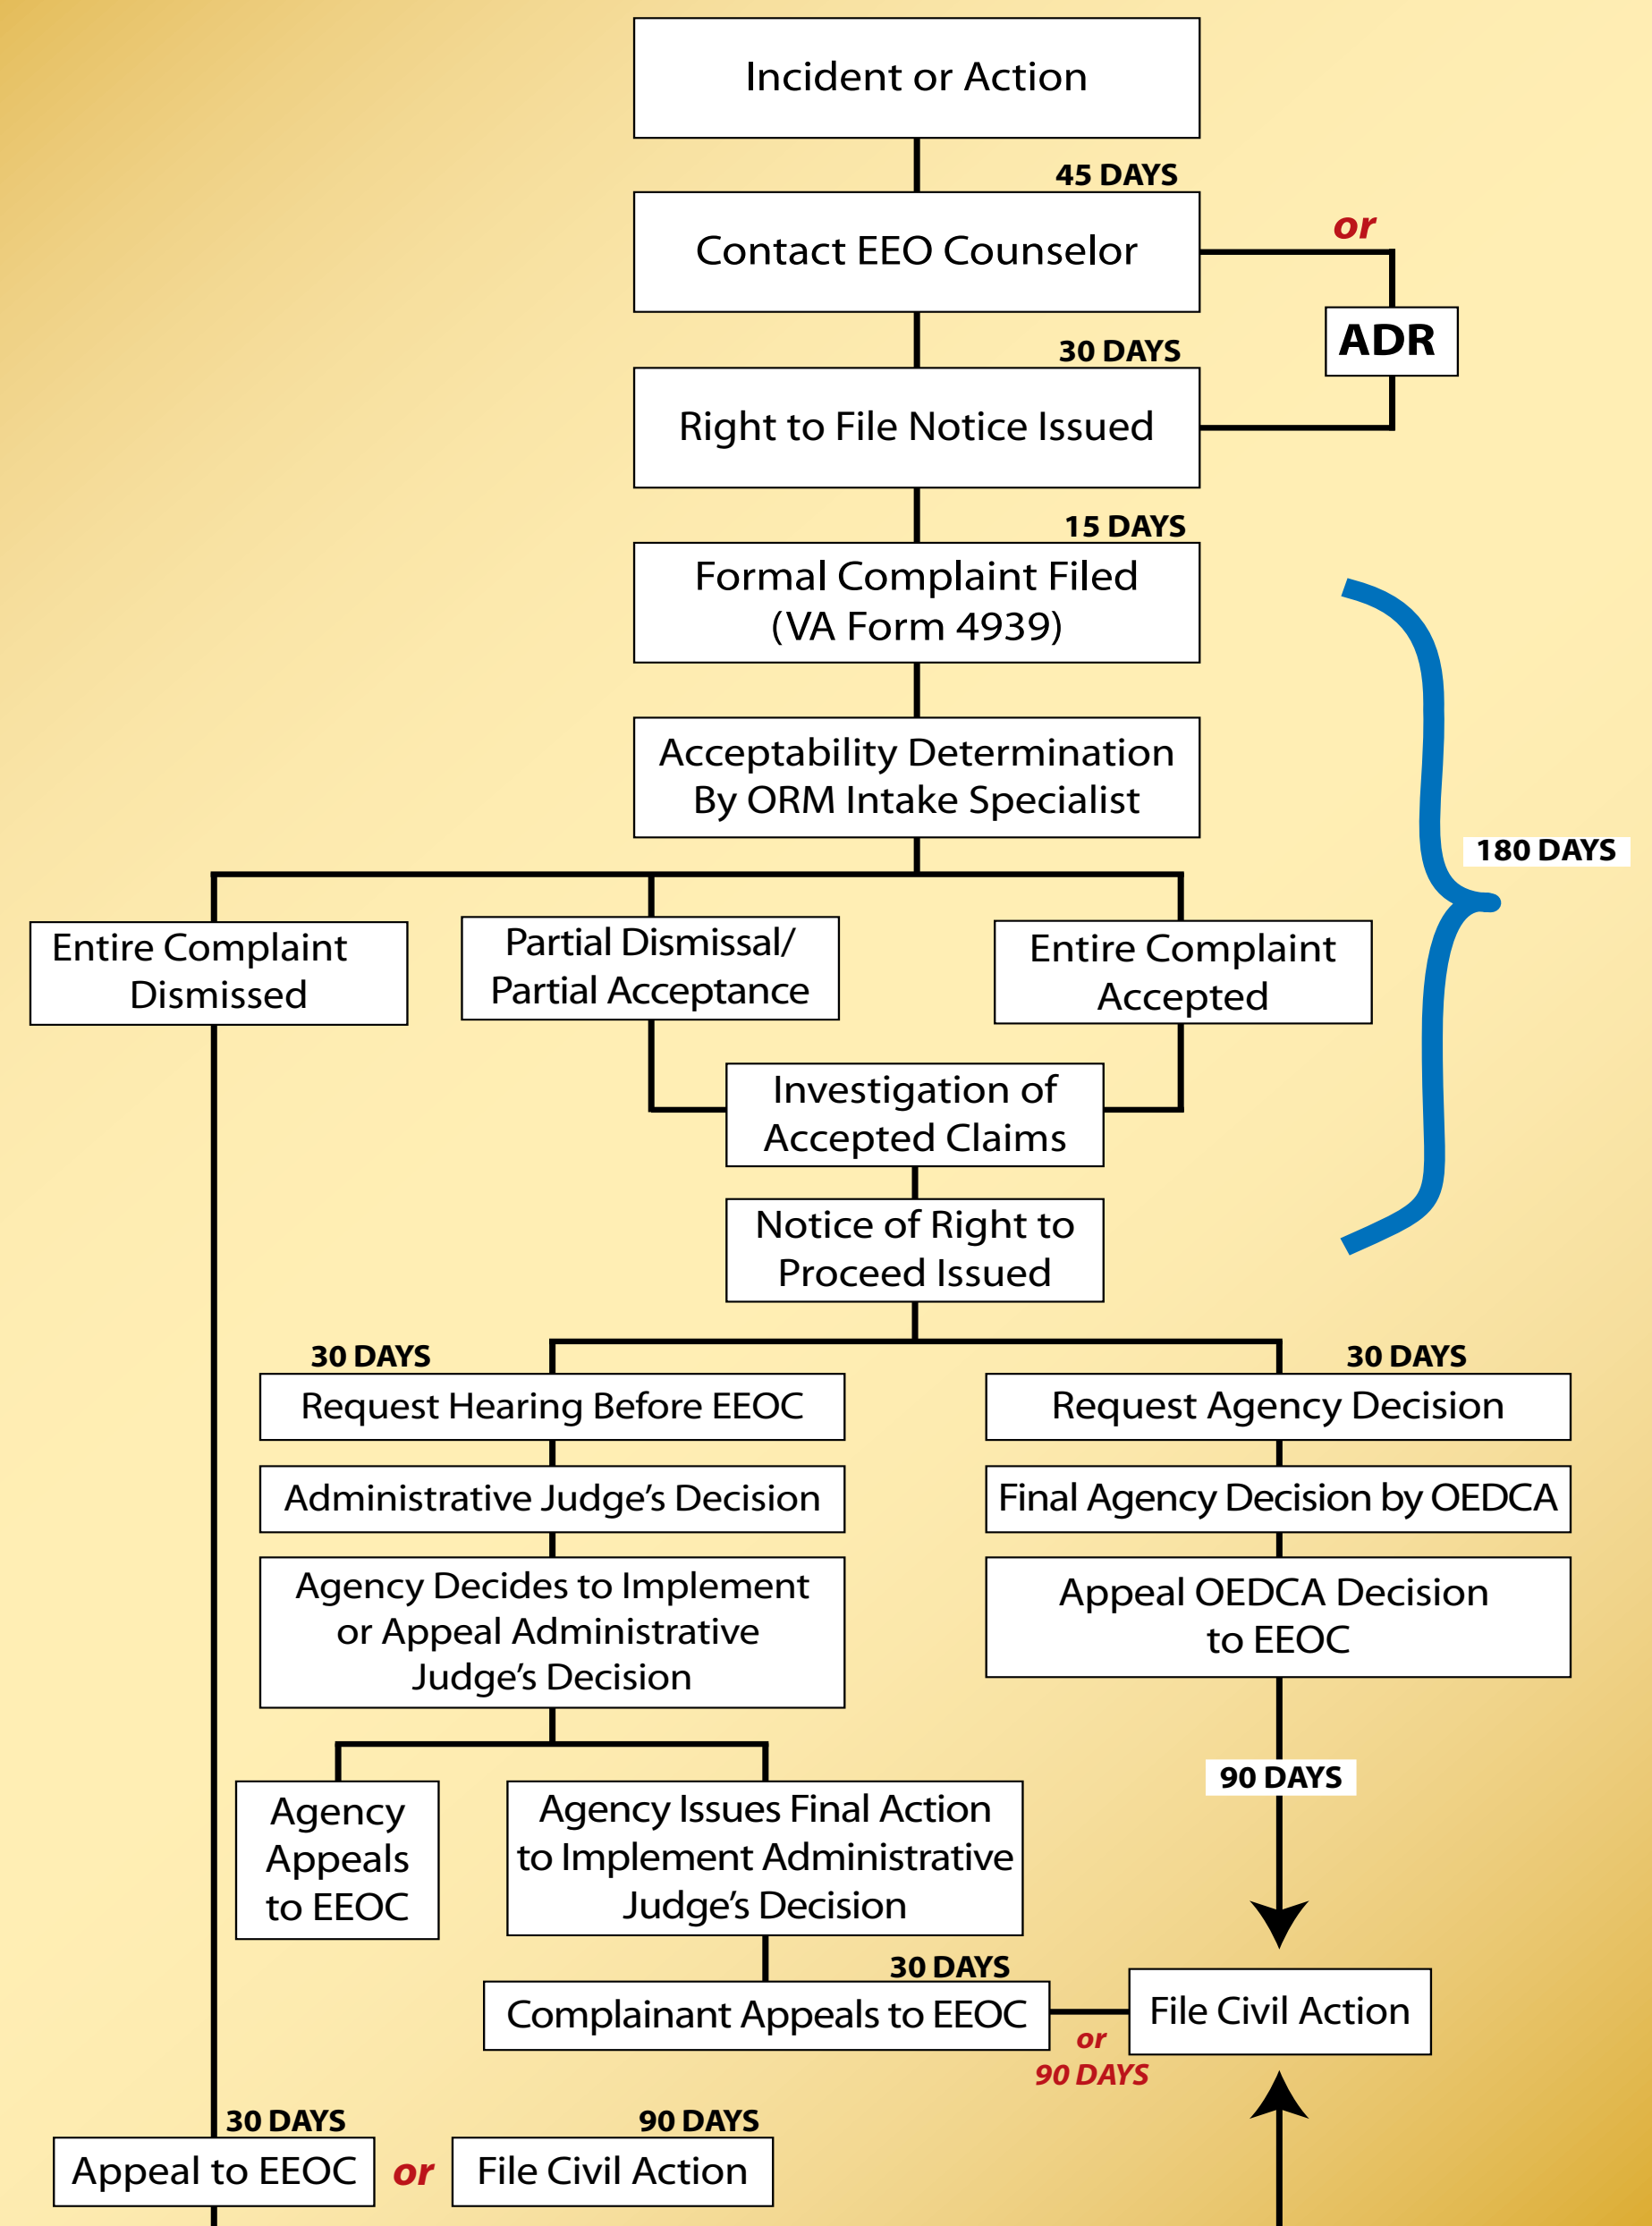 Incident or Action
45 DAYS
Contact EEO Counselor
or
ADR
30 DAYS
Right to File Notice Issued
15 DAYS
Formal Complaint Filed
(VA Form 4939)
Acceptability Determination
By ORM Intake Specialist
180 DAYS
Entire Complaint
Dismissed
Partial Dismissal/
Partial Acceptance
Entire Complaint
Accepted
Investigation of
Accepted Claims
Notice of Right to
Proceed Issued
30 DAYS
Request Hearing Before EEOC
30 DAYS
Request Agency Decision
Administrative Judge’s Decision
Final Agency Decision by OEDCA
Agency Decides to Implement
or Appeal Administrative
Judge’s Decision
Appeal OEDCA Decision
to EEOC
90 DAYS
Agency
Appeals
to EEOC
Agency Issues Final Action
to Implement Administrative
Judge’s Decision
30 DAYS
Complainant Appeals to EEOC
or
90 DAYS
File Civil Action
30 DAYS
Appeal to EEOC
or
90 DAYS
File Civil Action